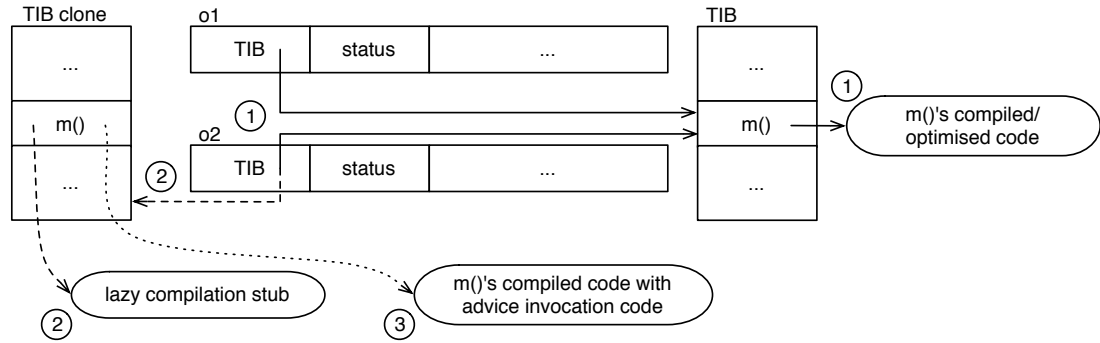 TIB clone
o1
TIB
...
TIB
status
...
...
1
1
m()
m()
m()'s compiled/
optimised code
o2
2
...
TIB
status
...
...
lazy compilation stub
m()'s compiled code with
advice invocation code
2
3